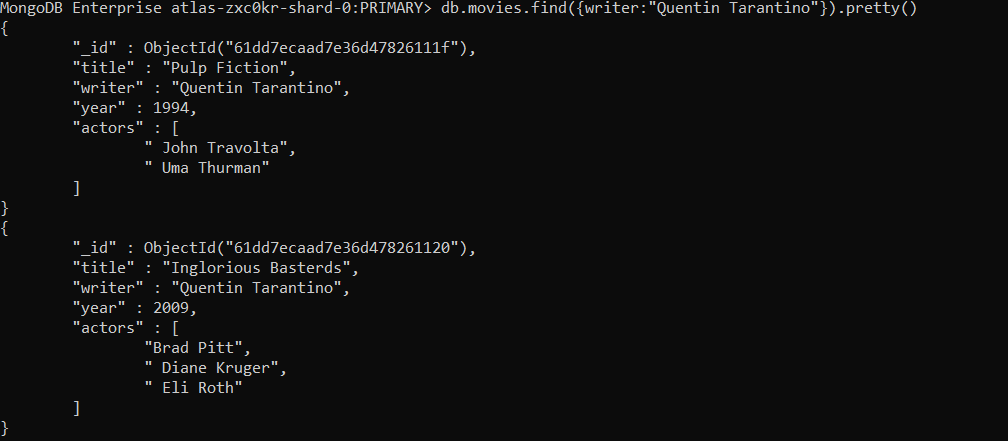 MongoDB Enterprise atlas-zxc0kr-shard-0:PRIMARY> db.movies.find({writer:"Quentin Tarantino"}).pretty()
{
        "_id" : ObjectId("61dd7ecaad7e36d47826111f"),
        "title" : "Pulp Fiction",
        "writer" : "Quentin Tarantino",
        "year" : 1994,
        "actors" : [
                " John Travolta",
                " Uma Thurman"
        ]
}
{
        "_id" : ObjectId("61dd7ecaad7e36d478261120"),
        "title" : "Inglorious Basterds",
        "writer" : "Quentin Tarantino",
        "year" : 2009,
        "actors" : [
                "Brad Pitt",
                " Diane Kruger",
                " Eli Roth"
        ]
}